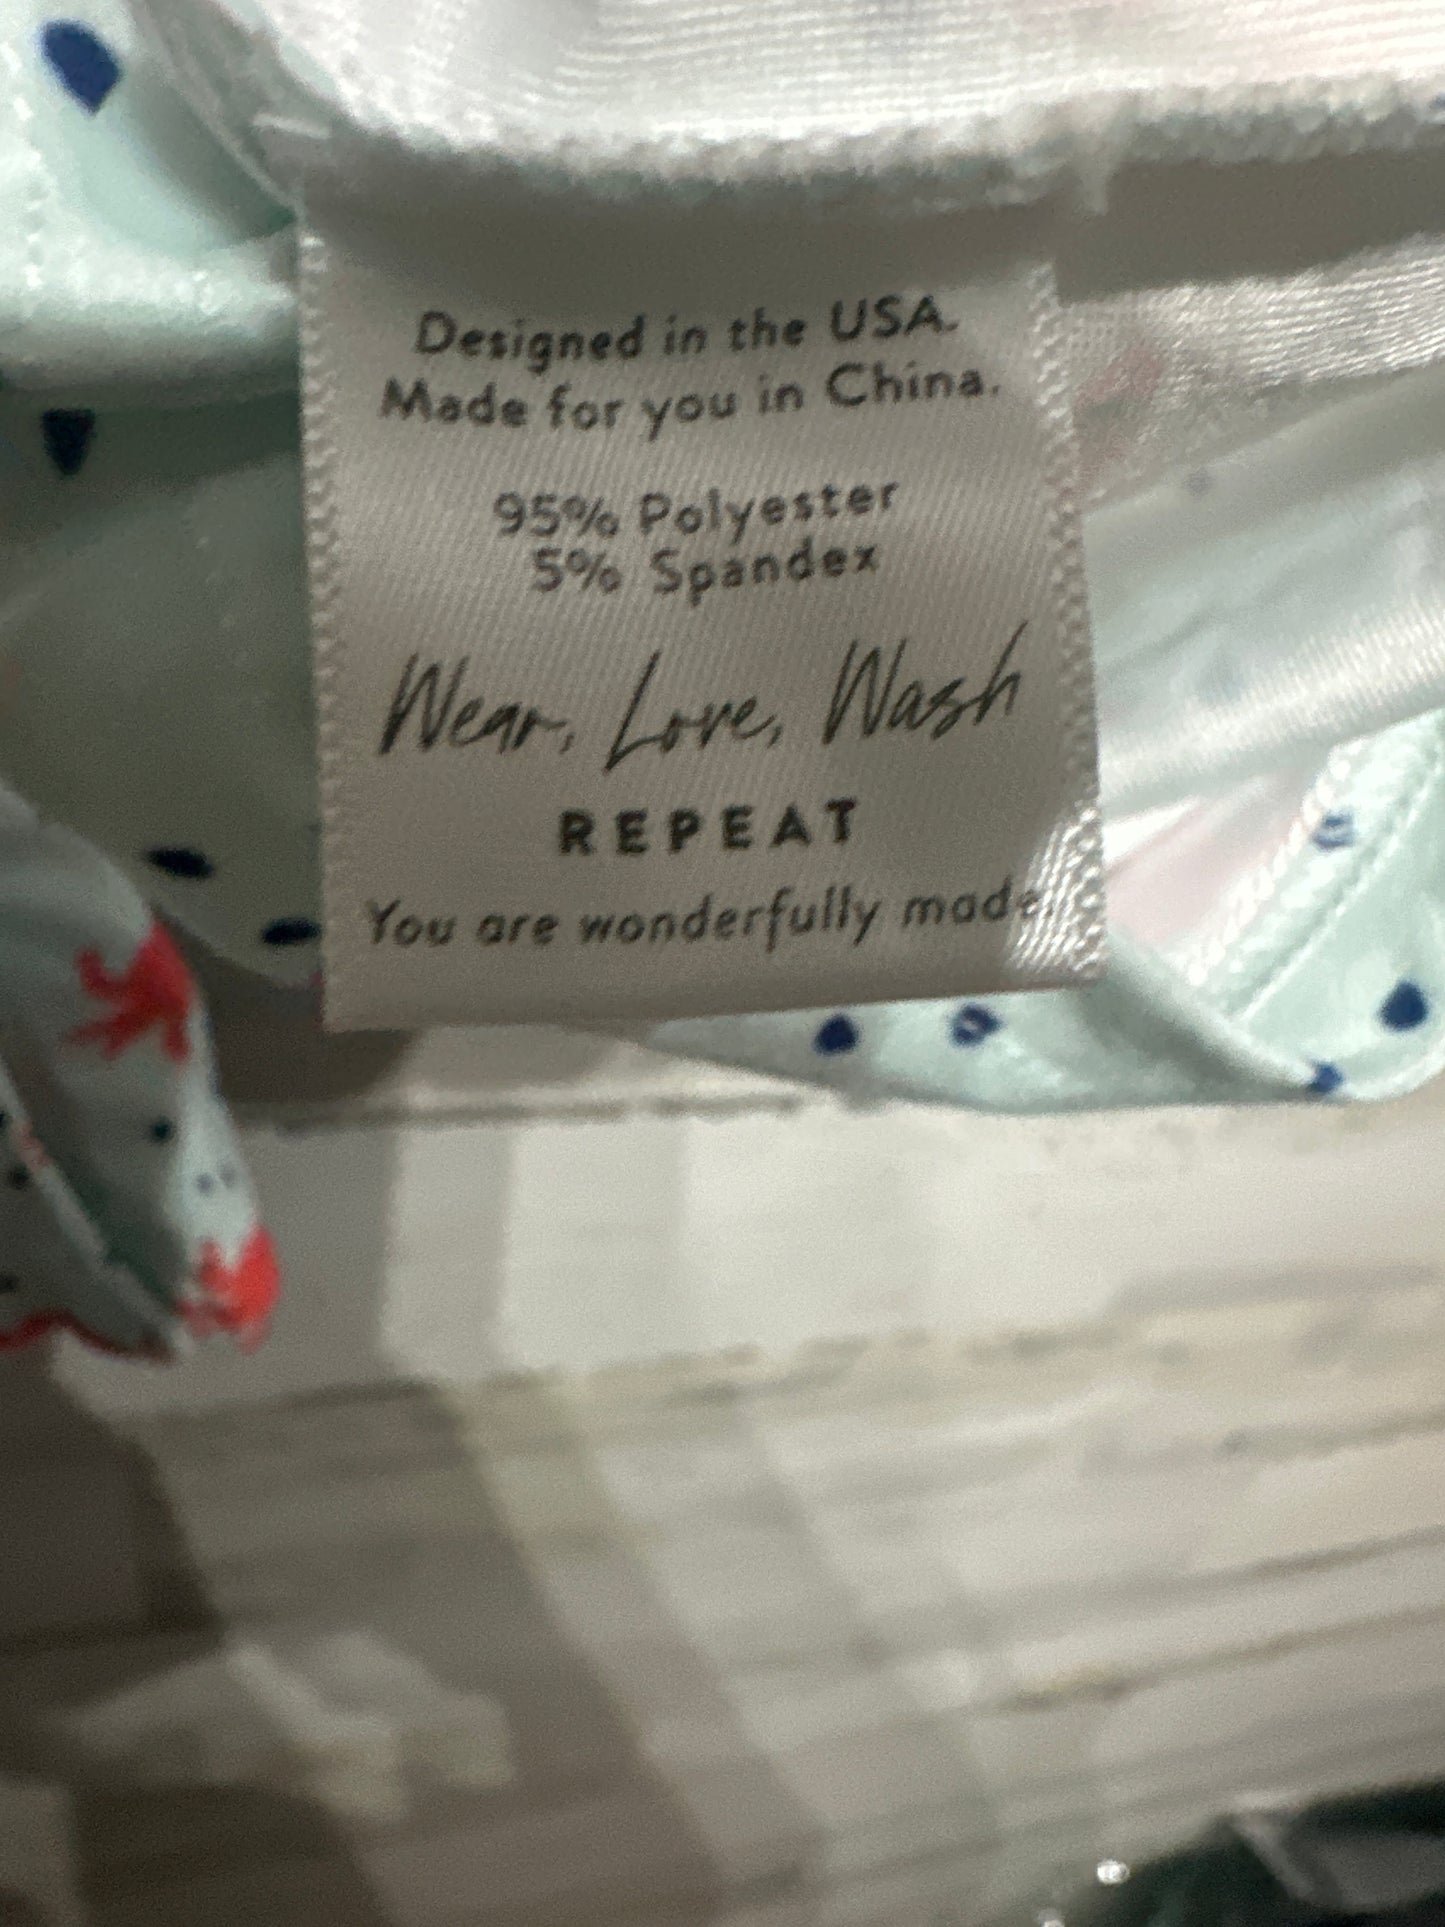 Designed in the USA.
Made for you in China.
95% Polyester
5% Spandex
Wear, Love, Wash
REPEAT
You are wonderfully made.